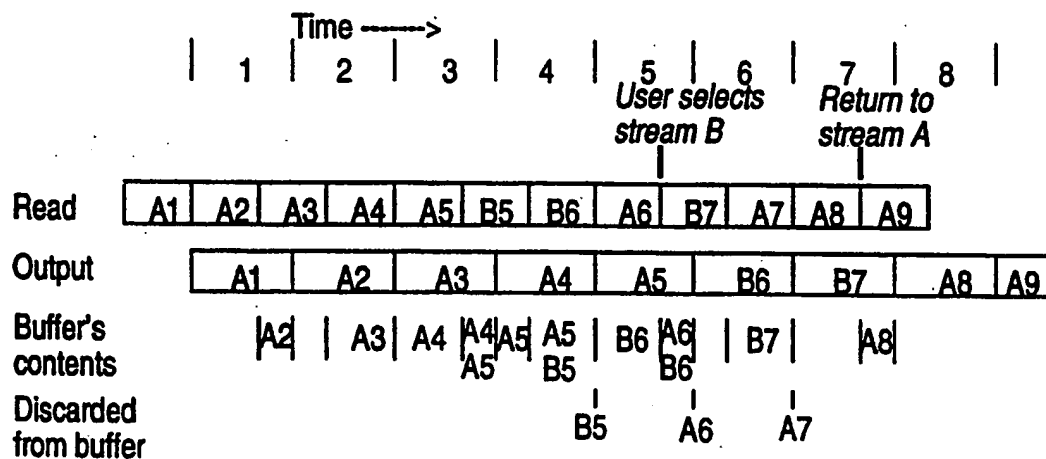 Time ------>
1 2 3 4 5 6 7 8
User selects stream B
Return to stream A
Read A1 A2 A3 A4 A5 B5 B6 A6 B7 A7 A8 A9
Output A1 A2 A3 A4 A5 B6 B7 A8 A9
Buffer's contents
A2 A3 A4 A4 A5 A5 B6 A6 B7 A8
A5 B5 B6
Discarded from buffer
B5 A6 A7